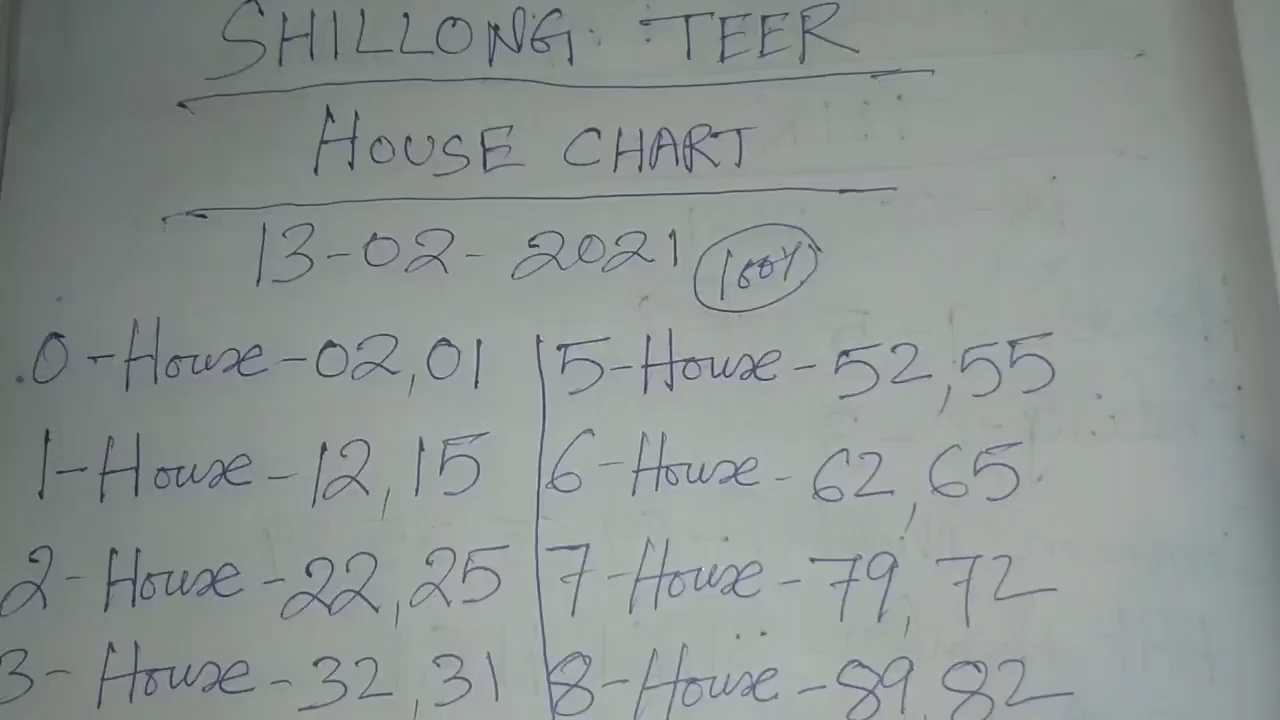 SHILLONG TEER
HOUSE CHART
13-02-2021 100%
0-House-02,01 5-House-52,55
1-House-12,15 6-House-62,65
2-House-22,25 7-House-79,72
3-House-32,31 8-House-89,82